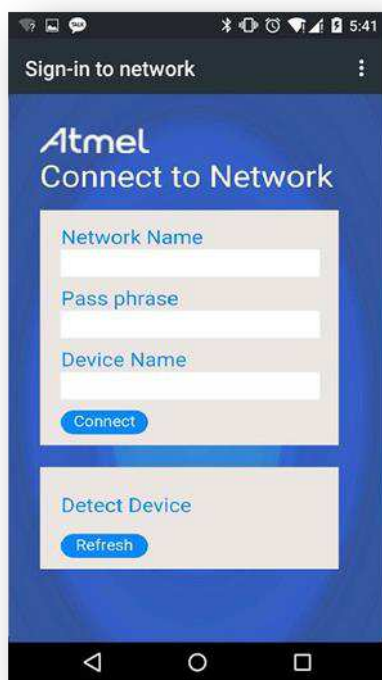 TALK
5:41
Sign-in to network
Atmel
Connect to Network
Network Name
Pass phrase
Device Name
Connect
Detect Device
Refresh